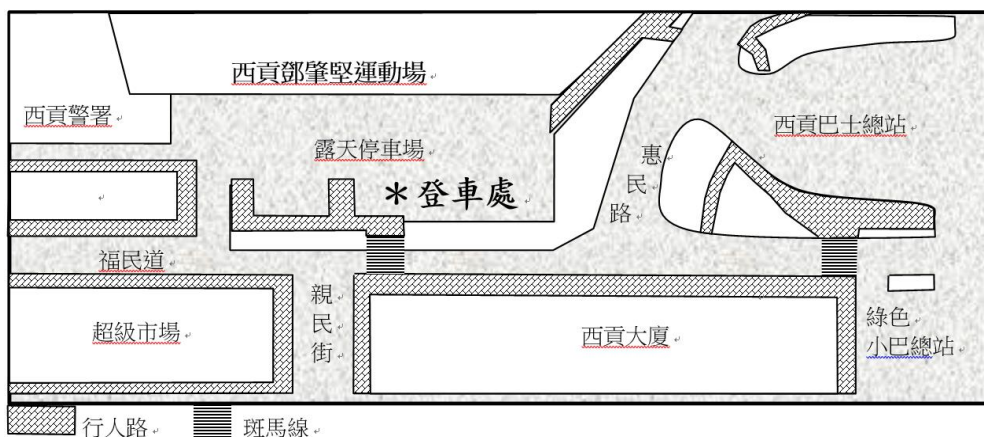 西貢鄧肇堅運動場
西貢警署
西貢巴士總站
露天停車場
惠民路
*登車處
福民道
親民街
超級市場
西貢大廈
綠色
小巴總站
行人路
斑馬線